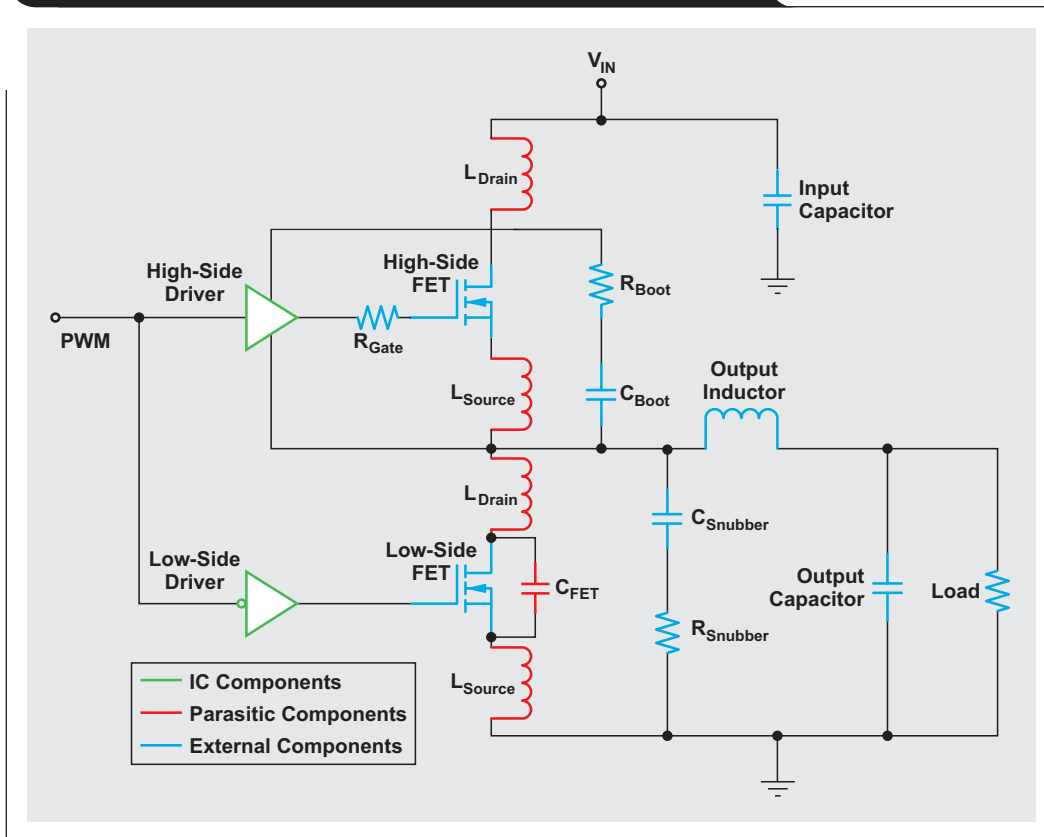 V_IN
L_Drain
Input
Capacitor
High-Side
Driver
High-Side
FET
R_Boot
PWM
R_Gate
L_Source
C_Boot
Output
Inductor
L_Drain
C_Snubber
Low-Side
Driver
Low-Side
FET
C_FET
Output
Capacitor
Load
R_Snubber
L_Source
IC Components
Parasitic Components
External Components